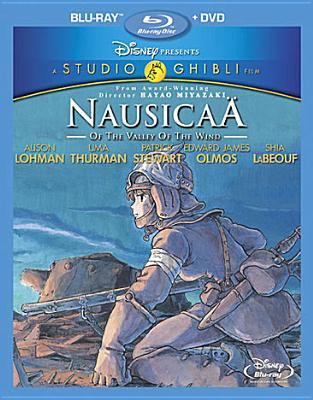 BLU-RAY + DVD
Blu-ray Disc
Disney PRESENTS
A STUDIO GHIBLI FILM
From Award-Winning
Director HAYAO MIYAZAKI
NAUSICAÄ
OF THE VALLEY OF THE WIND
ALISON LOHMAN
UMA THURMAN
PATRICK STEWART
EDWARD JAMES OLMOS
SHIA LABEOUF
Disney
Blu-ray